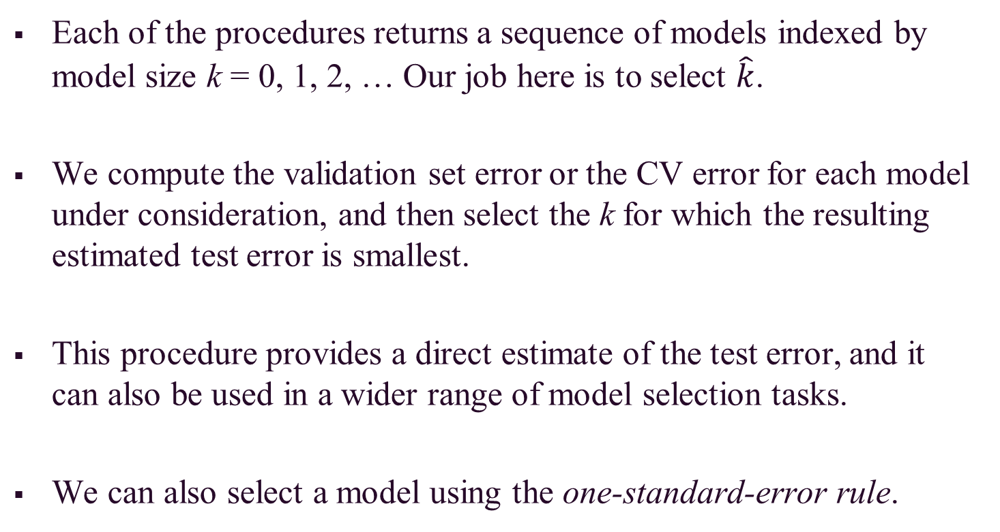 ▪ Each of the procedures returns a sequence of models indexed by
model size k = 0, 1, 2, … Our job here is to select k̂.
▪ We compute the validation set error or the CV error for each model
under consideration, and then select the k for which the resulting
estimated test error is smallest.
▪ This procedure provides a direct estimate of the test error, and it
can also be used in a wider range of model selection tasks.
▪ We can also select a model using the one-standard-error rule.